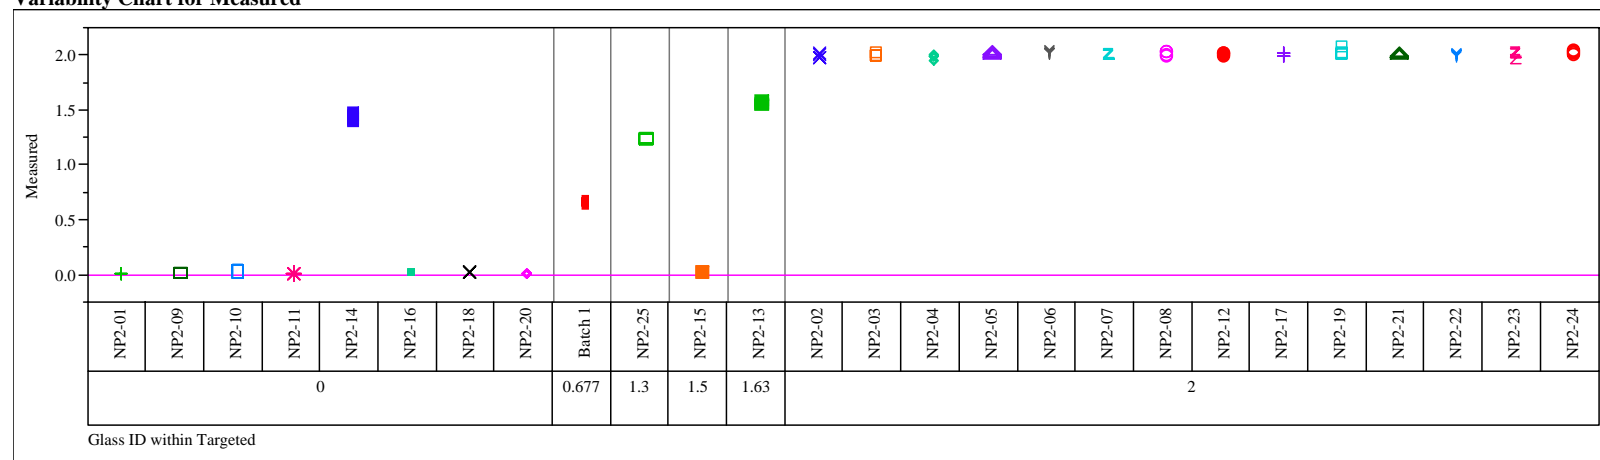 Variability Chart for Measured
Measured
2.0
1.5
1.0
0.5
0.0
NP2-01 NP2-09 NP2-10 NP2-11 NP2-14 NP2-16 NP2-18 NP2-20 Batch 1 NP2-25 NP2-15 NP2-13 NP2-02 NP2-03 NP2-04 NP2-05 NP2-06 NP2-07 NP2-08 NP2-12 NP2-17 NP2-19 NP2-21 NP2-22 NP2-23 NP2-24
0 0.677 1.3 1.5 1.63 2
Glass ID within Targeted